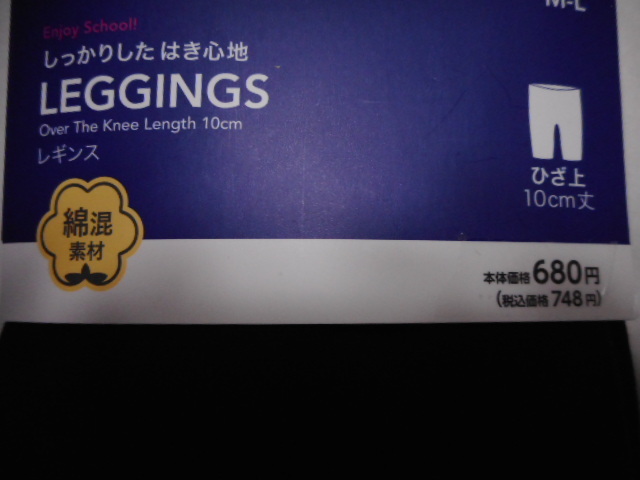 M-L
Enjoy School!
しっかりした はき心地
LEGGINGS
Over The Knee Length 10cm
レギンス
ひざ上
10cm丈
綿混
素材
本体価格680円
(税込価格748円)